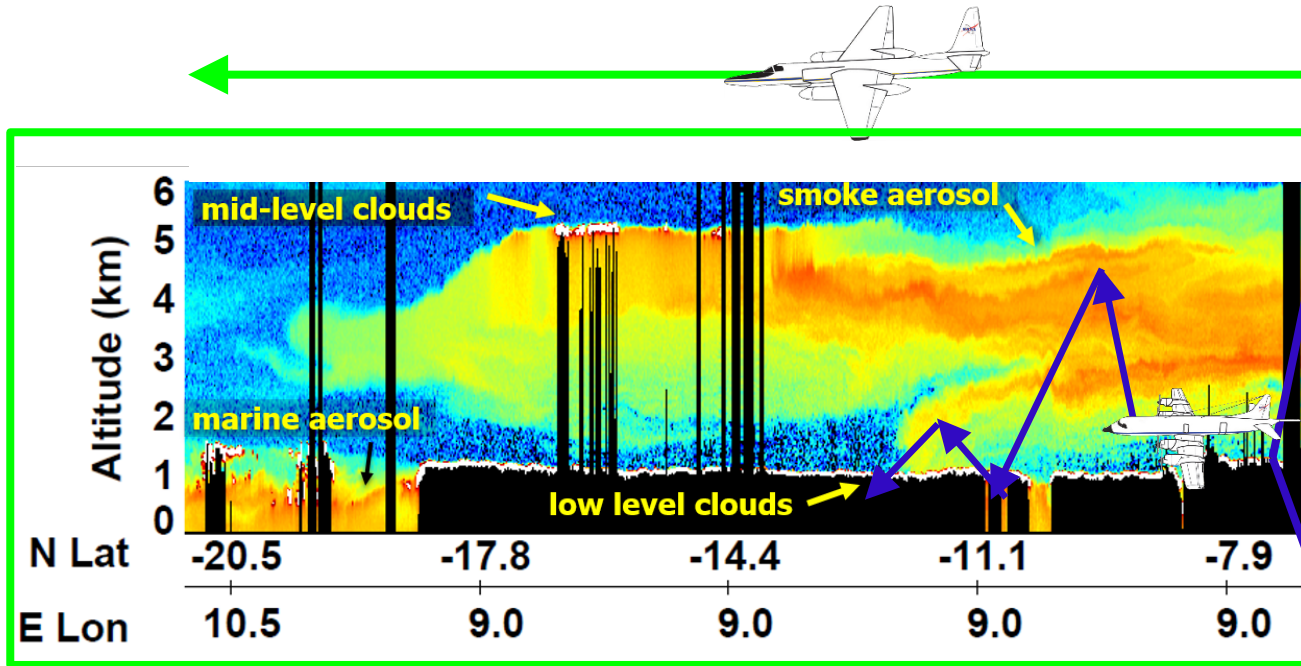 smoke aerosol
mid-level clouds
Altitude (km)
6
5
4
3
2
1
0
marine aerosol
low level clouds
N Lat -20.5 -17.8 -14.4 -11.1 -7.9
E Lon 10.5 9.0 9.0 9.0 9.0